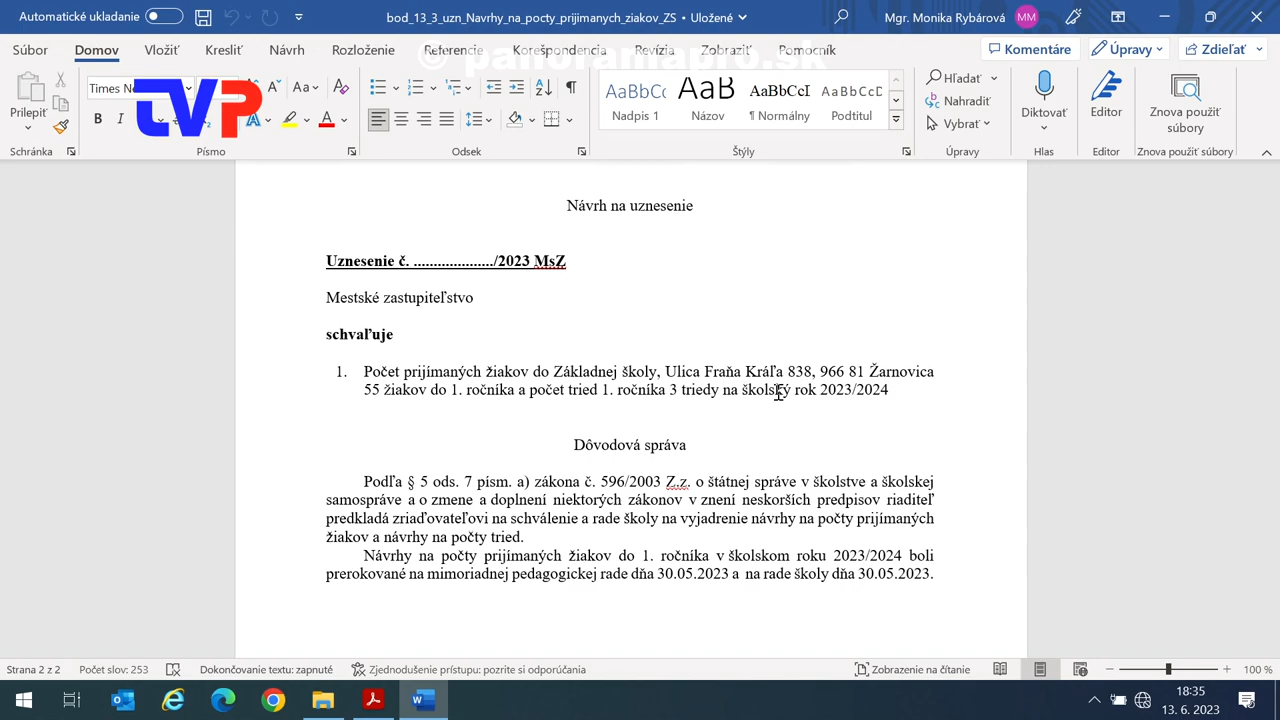 Automatické ukladanie
bod_13_3_uzn_Navrhy_na_pocty_prijimanych_ziakov_ZS • Uložené
Mgr. Monika Rybárová MM
Súbor Domov Vložiť Kresliť Návrh Rozloženie Referencie Korešpondencia Revízia Zobraziť Pomocník
Komentáre Úpravy Zdieľať
© panoramapro.sk
TVP
Prilepiť
Times N
B I
Aa
A
AaBbCc AaB AaBbCcI AaBbCcD
Nadpis 1 Názov ¶ Normálny Podtitul
Hľadať
Nahradiť
Vybrať
Diktovať
Editor
Znova použiť
súbory
Schránka Písmo Odsek Štýly Úpravy Hlas Editor Znova použiť súbory
Návrh na uznesenie
Uznesenie č. ..................../2023 MsZ
Mestské zastupiteľstvo
schvaľuje
1. Počet prijímaných žiakov do Základnej školy, Ulica Fraňa Kráľa 838, 966 81 Žarnovica
55 žiakov do 1. ročníka a počet tried 1. ročníka 3 triedy na školský rok 2023/2024
Dôvodová správa
Podľa § 5 ods. 7 písm. a) zákona č. 596/2003 Z.z. o štátnej správe v školstve a školskej
samospráve a o zmene a doplnení niektorých zákonov v znení neskorších predpisov riaditeľ
predkladá zriaďovateľovi na schválenie a rade školy na vyjadrenie návrhy na počty prijímaných
žiakov a návrhy na počty tried.
Návrhy na počty prijímaných žiakov do 1. ročníka v školskom roku 2023/2024 boli
prerokované na mimoriadnej pedagogickej rade dňa 30.05.2023 a na rade školy dňa 30.05.2023.
Strana 2 z 2 Počet slov: 253 Dokončovanie textu: zapnuté Zjednodušenie prístupu: pozrite si odporúčania Zobrazenie na čítanie 100 %
18:35
13. 6. 2023